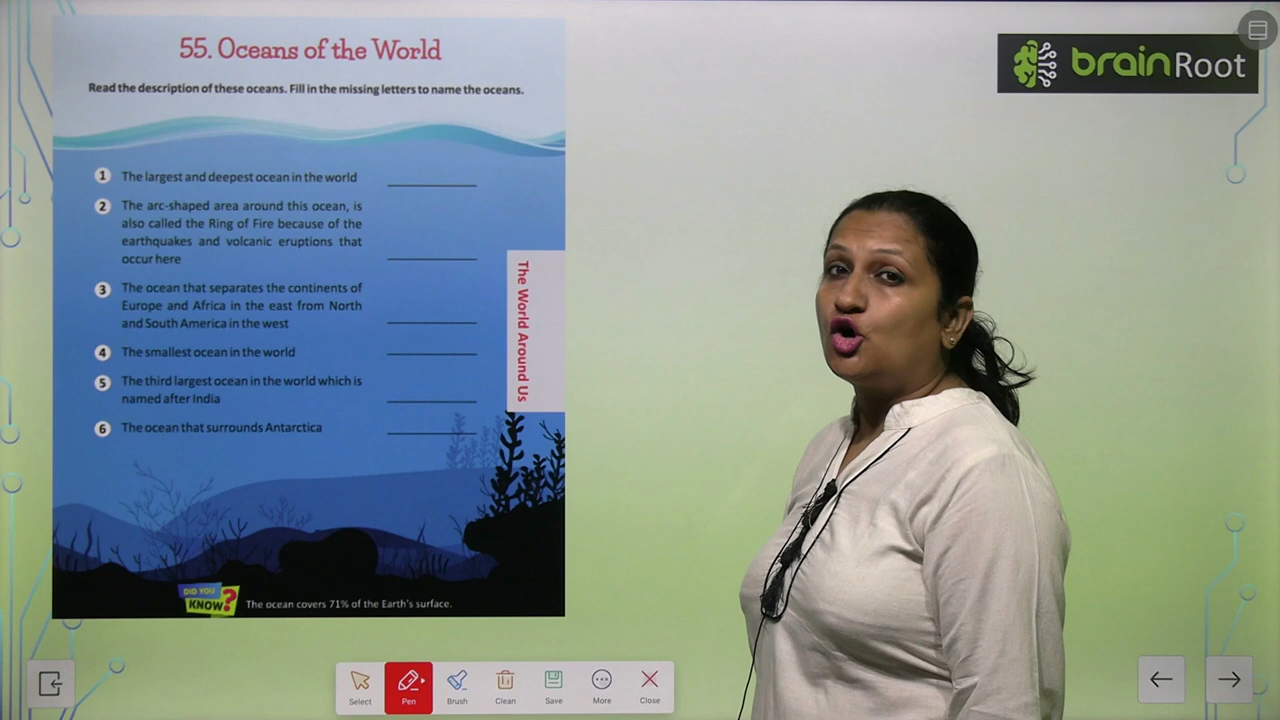 55. Oceans of the World
brainRoot
Read the description of these oceans. Fill in the missing letters to name the oceans.
1 The largest and deepest ocean in the world
2 The arc-shaped area around this ocean, is
also called the Ring of Fire because of the
earthquakes and volcanic eruptions that
occur here
3 The ocean that separates the continents of
Europe and Africa in the east from North
and South America in the west
4 The smallest ocean in the world
5 The third largest ocean in the world which is
named after India
6 The ocean that surrounds Antarctica
The World Around Us
DID YOU
KNOW?
The ocean covers 71% of the Earth's surface.
Select
Pen
Brush
Clean
Save
More
Close